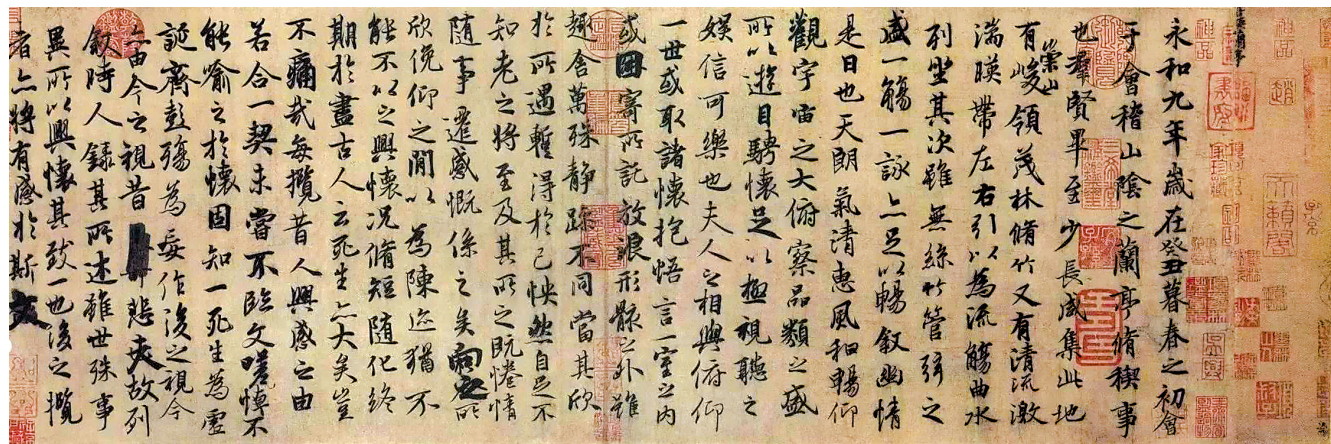 永和九年歲在癸丑暮春之初會
于會稽山陰之蘭亭脩稧事
也羣賢畢至少長咸集此地
有崇山峻領茂林脩竹又有清流激
湍暎帶左右引以為流觴曲水
列坐其次雖無絲竹管弦之
盛一觴一詠亦足以暢叙幽情
是日也天朗氣清惠風和暢仰
觀宇宙之大俯察品類之盛
所以遊目騁懷足以極視聽之
娛信可樂也夫人之相與俯仰
一世或取諸懷抱悟言一室之內
或因寄所託放浪形骸之外雖
趣舍萬殊静躁不同當其欣
於所遇蹔得於己怏然自足不
知老之將至及其所之既惓情
隨事遷感慨係之矣向之所
欣俛仰之閒以為陳迹猶不
能不以之興懷況脩短隨化終
期於盡古人云死生亦大矣豈
不痛哉每攬昔人興感之由
若合一契未嘗不臨文嗟悼不
能喻之於懷固知一死生為虛
誕齊彭殤為妄作後之視今
亦由今之視昔悲夫故列
叙時人錄其所述雖世殊事
異所以興懷其致一也後之攬
者亦將有感於斯文